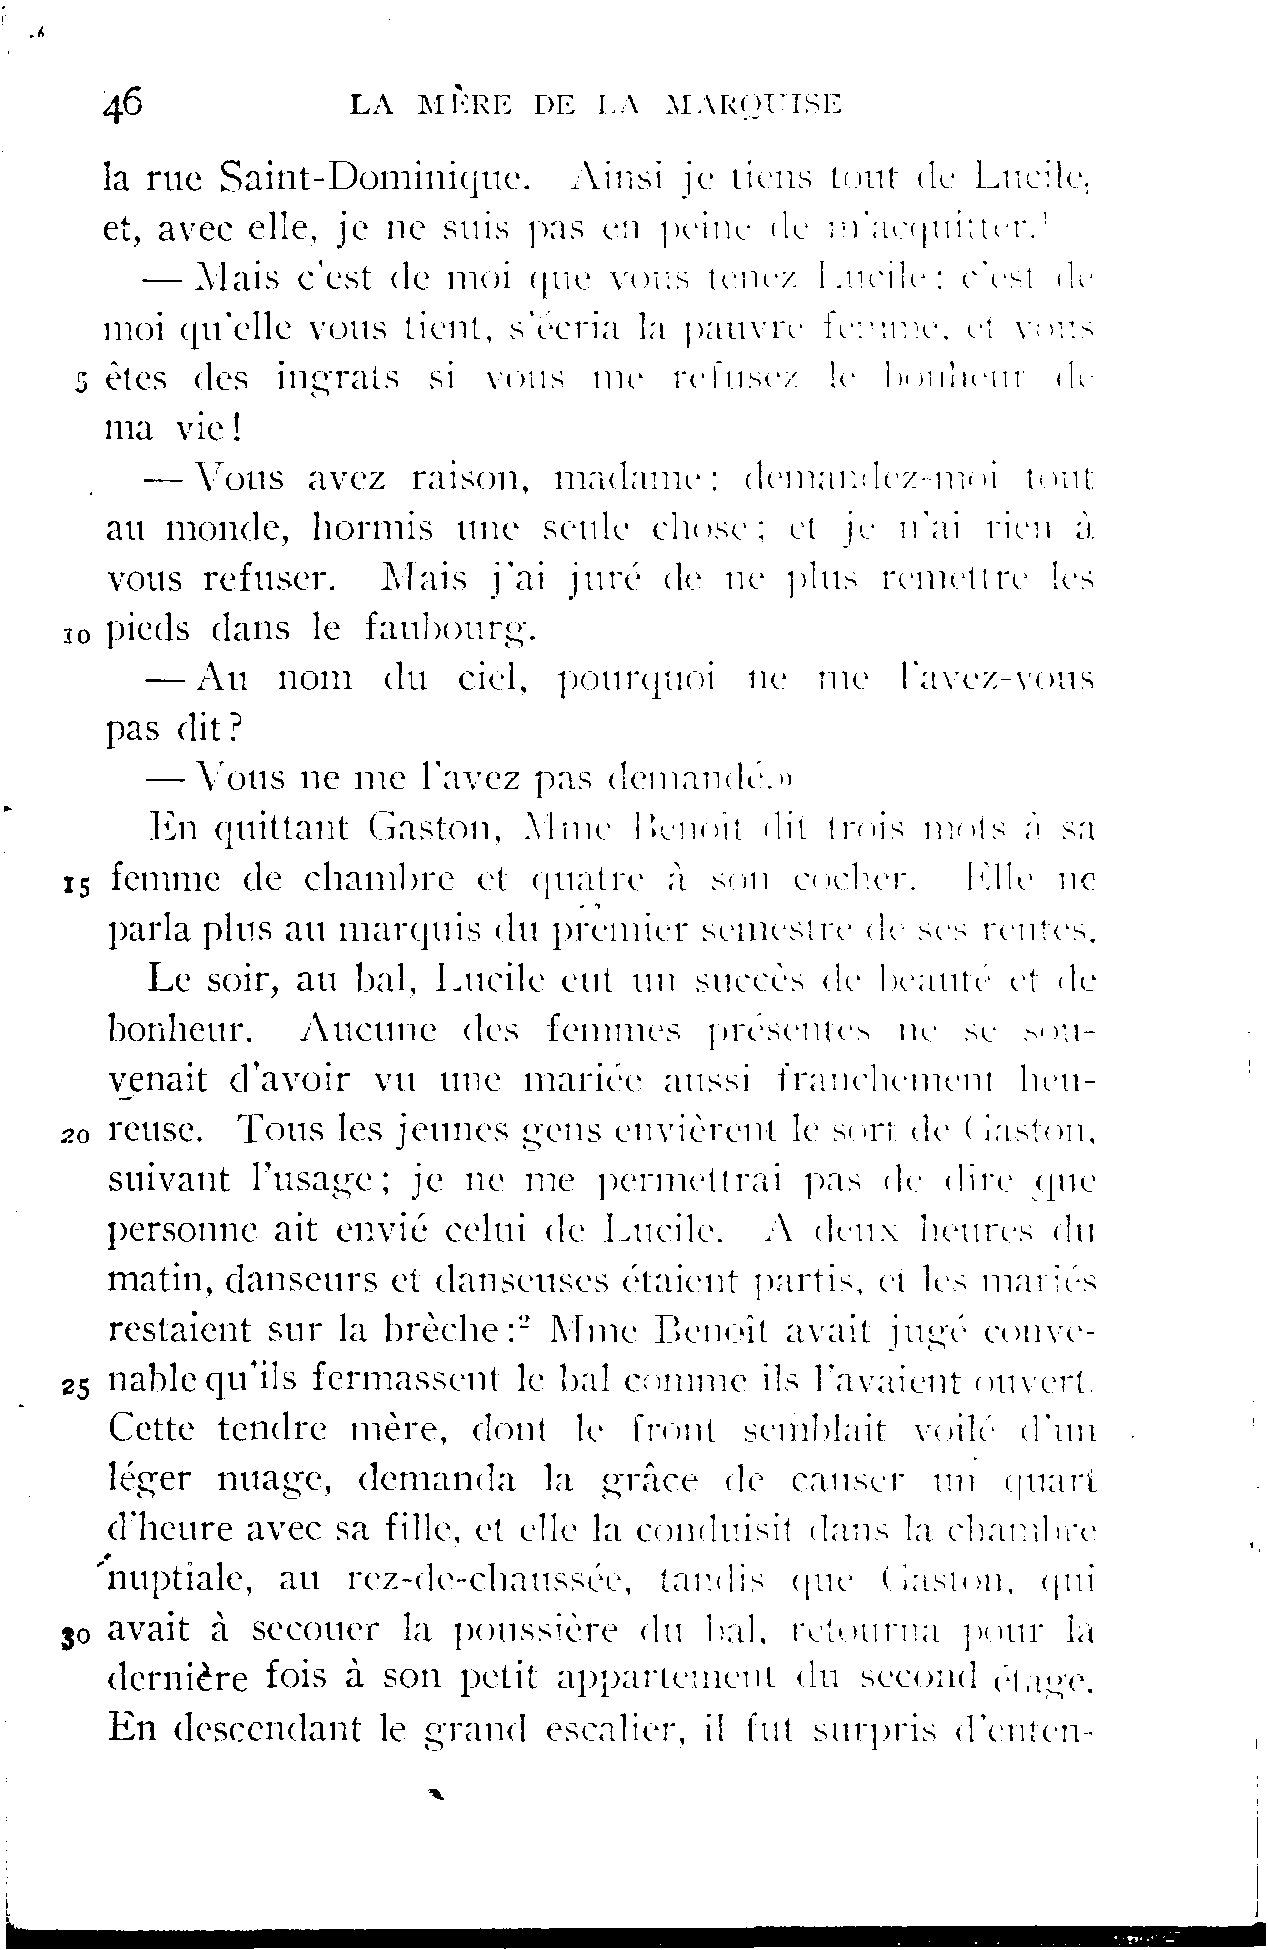 46 LA MÈRE DE LA MARQUISE
la rue Saint-Dominique. Ainsi je tiens tout de Lucile,
et, avec elle, je ne suis pas en peine de m'acquitter.¹
— Mais c'est de moi que vous tenez Lucile: c'est de
moi qu'elle vous tient, s'écria la pauvre femme, et vous
5 êtes des ingrats si vous me refusez le bonheur de
ma vie!
— Vous avez raison, madame: demandez-moi tout
au monde, hormis une seule chose; et je n'ai rien à
vous refuser. Mais j'ai juré de ne plus remettre les
10 pieds dans le faubourg.
— Au nom du ciel, pourquoi ne me l'avez-vous
pas dit?
— Vous ne me l'avez pas demandé.»
En quittant Gaston, Mme Benoît dit trois mots à sa
15 femme de chambre et quatre à son cocher. Elle ne
parla plus au marquis du premier semestre de ses rentes.
Le soir, au bal, Lucile eut un succès de beauté et de
bonheur. Aucune des femmes présentes ne se sou-
venait d'avoir vu une mariée aussi franchement heu-
20 reuse. Tous les jeunes gens envièrent le sort de Gaston,
suivant l'usage; je ne me permettrai pas de dire que
personne ait envié celui de Lucile. A deux heures du
matin, danseurs et danseuses étaient partis, et les mariés
restaient sur la brèche:² Mme Benoît avait jugé conve-
25 nable qu'ils fermassent le bal comme ils l'avaient ouvert.
Cette tendre mère, dont le front semblait voilé d'un
léger nuage, demanda la grâce de causer un quart
d'heure avec sa fille, et elle la conduisit dans la chambre
nuptiale, au rez-de-chaussée, tandis que Gaston, qui
30 avait à secouer la poussière du bal, retourna pour la
dernière fois à son petit appartement du second étage.
En descendant le grand escalier, il fut surpris d'enten-